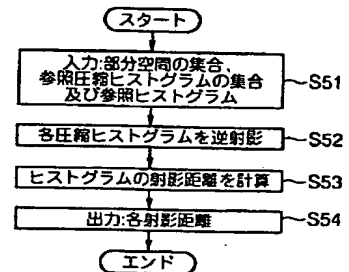 スタート
入力:部分空間の集合、
参照圧縮ヒストグラムの集合
及び参照ヒストグラム
S51
各圧縮ヒストグラムを逆射影
S52
ヒストグラムの射影距離を計算
S53
出力:各射影距離
S54
エンド